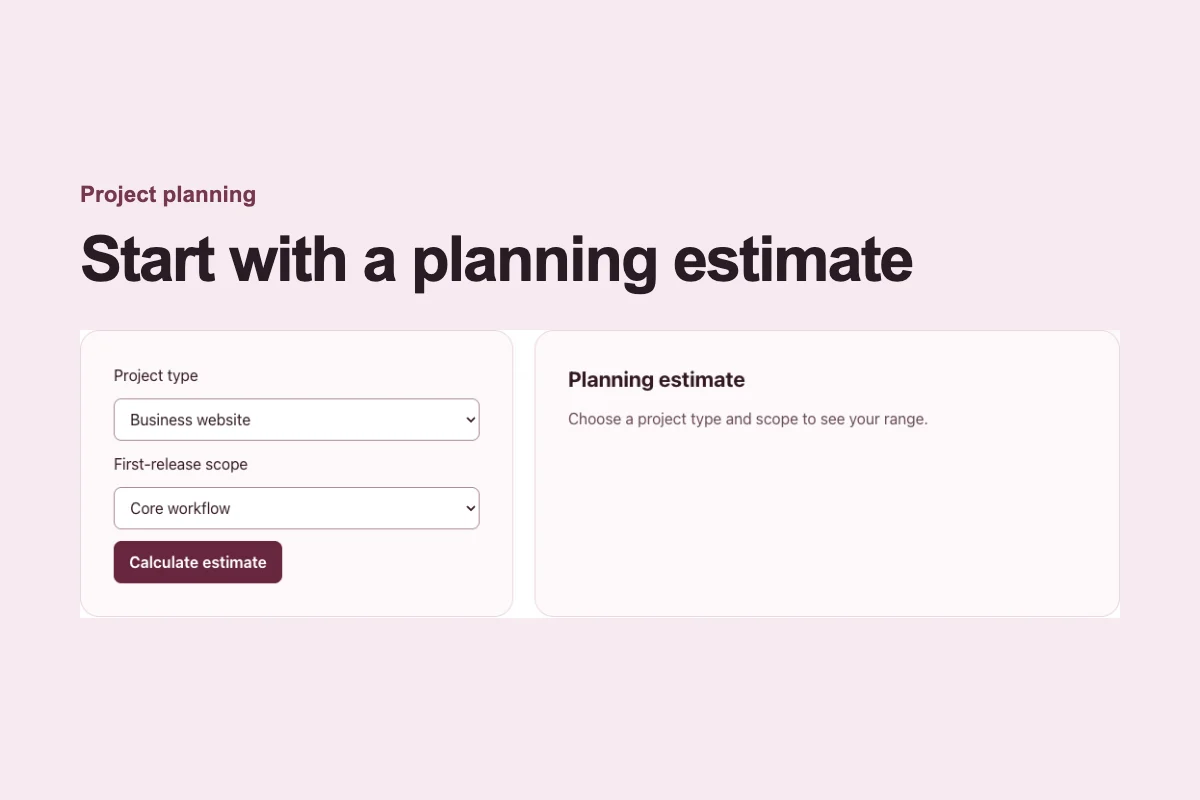 Project planning
Start with a planning estimate
Project type
Business website
First-release scope
Core workflow
Calculate estimate
Planning estimate
Choose a project type and scope to see your range.